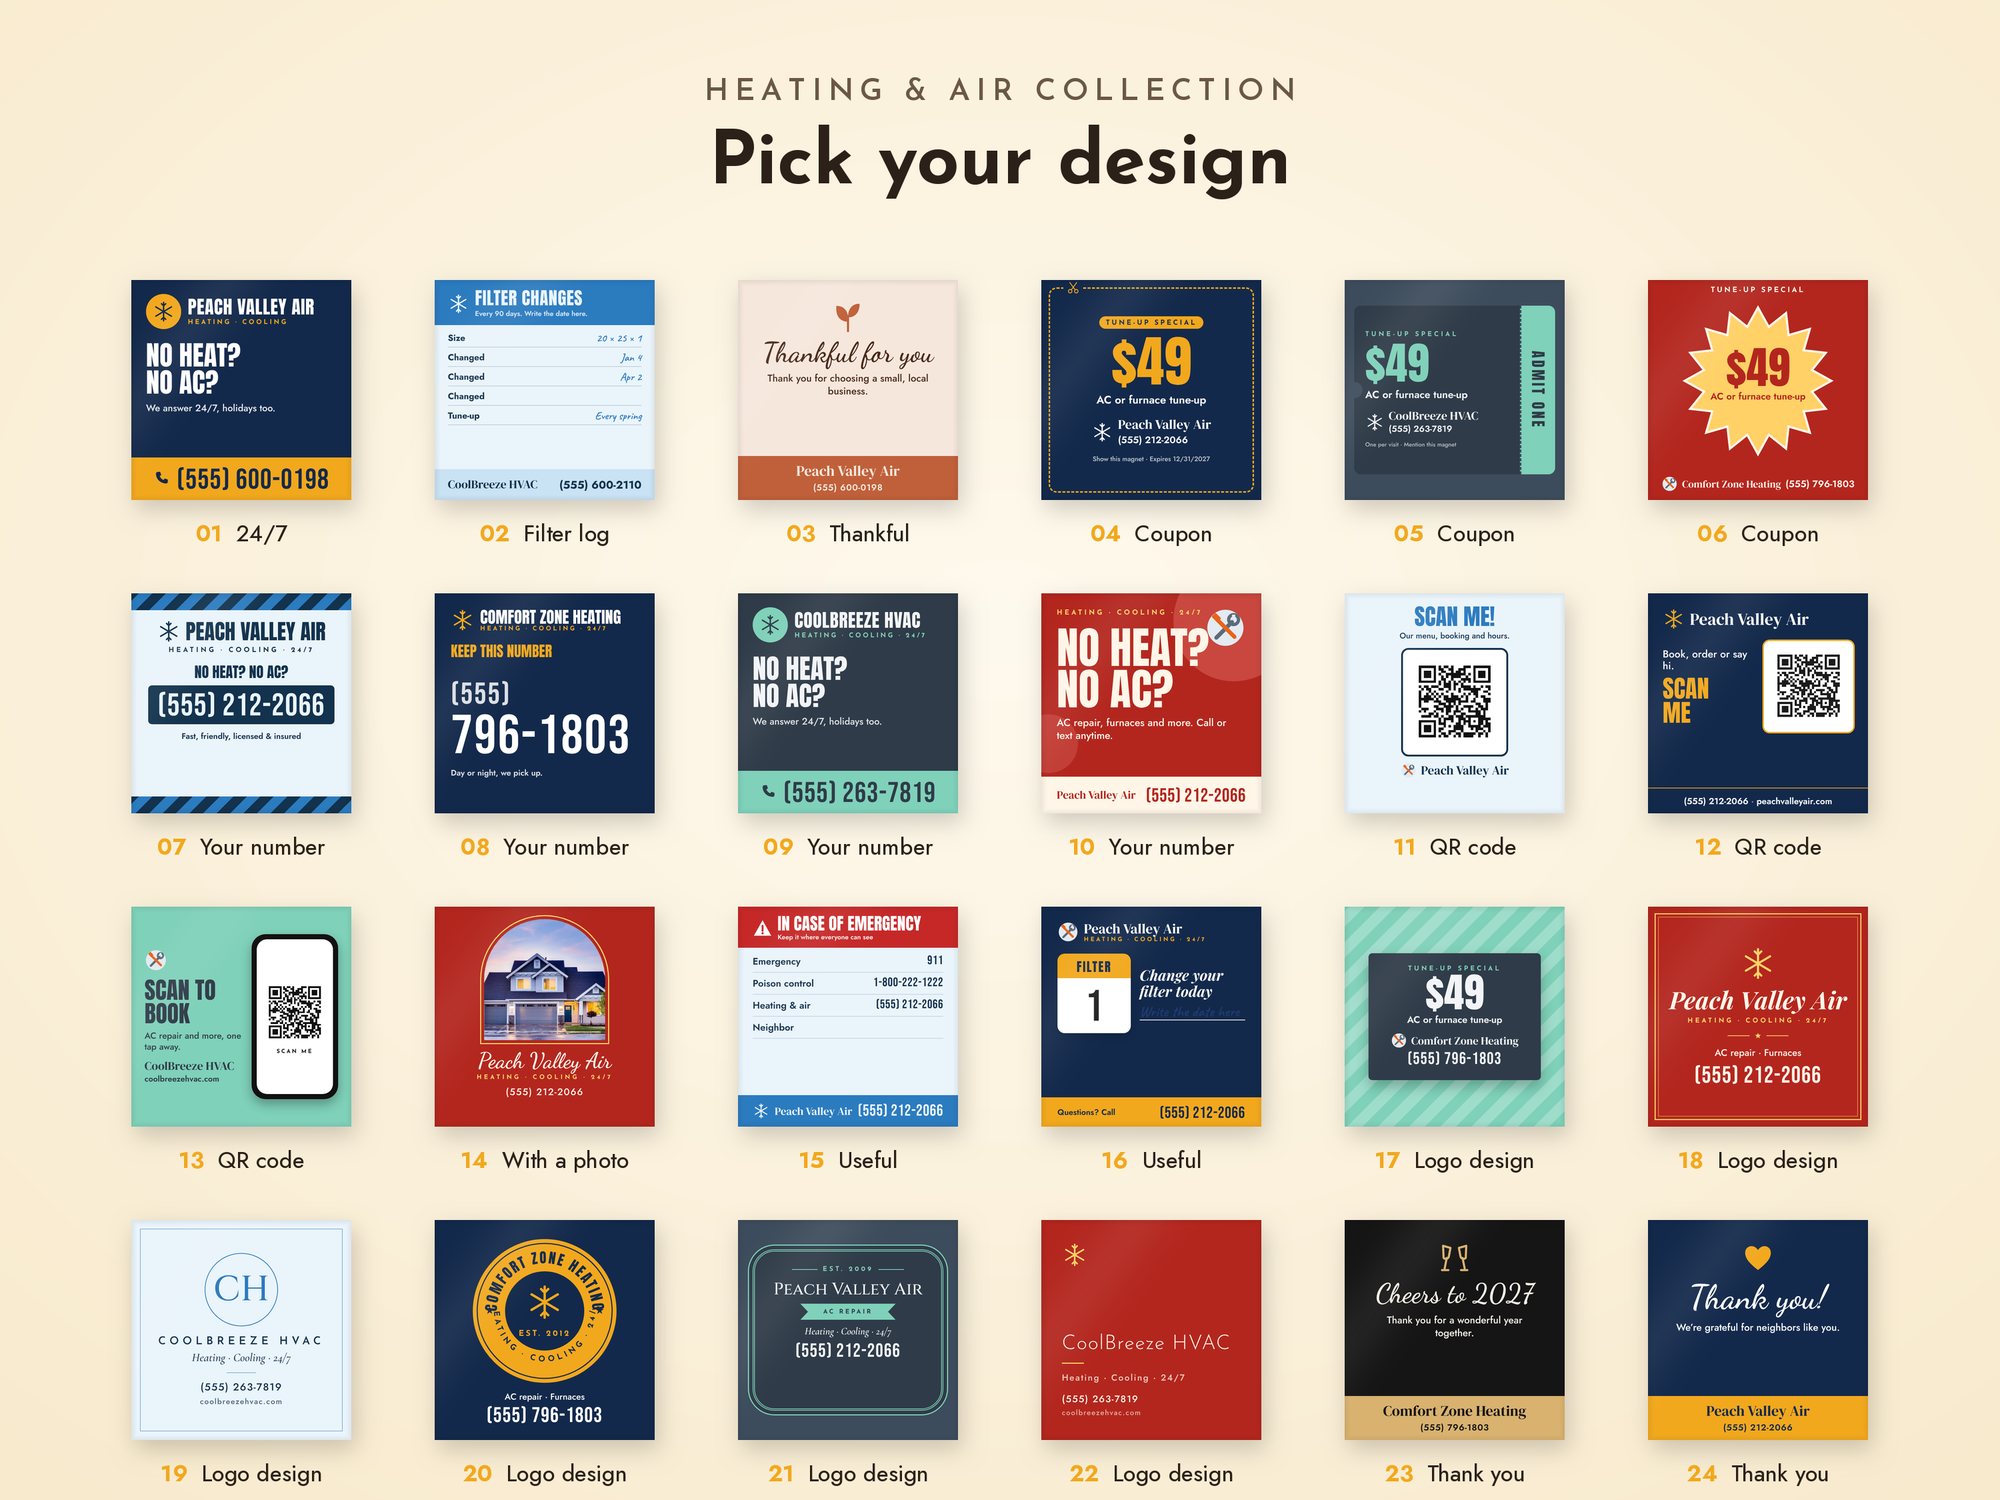 HEATING & AIR COLLECTION
Pick your design
PEACH VALLEY AIR
HEATING · COOLING
NO HEAT?
NO AC?
We answer 24/7, holidays too.
(555) 600-0198
01 24/7
FILTER CHANGES
Every 90 days. Write the date here.
Size 20 × 25 × 1
Changed Jan 4
Changed Apr 2
Changed
Tune-up Every spring
CoolBreeze HVAC (555) 600-2110
02 Filter log
Thankful for you
Thank you for choosing a small, local
business.
Peach Valley Air
(555) 600-0198
03 Thankful
TUNE-UP SPECIAL
$49
AC or furnace tune-up
Peach Valley Air
(555) 212-2066
Show this magnet · Expires 12/31/2027
04 Coupon
TUNE-UP SPECIAL
$49
AC or furnace tune-up
CoolBreeze HVAC
(555) 263-7819
One per visit · Mention this magnet
ADMIT ONE
05 Coupon
TUNE-UP SPECIAL
$49
AC or furnace tune-up
Comfort Zone Heating (555) 796-1803
06 Coupon
PEACH VALLEY AIR
HEATING · COOLING · 24/7
NO HEAT? NO AC?
(555) 212-2066
Fast, friendly, licensed & insured
07 Your number
COMFORT ZONE HEATING
HEATING · COOLING · 24/7
KEEP THIS NUMBER
(555)
796-1803
Day or night, we pick up.
08 Your number
COOLBREEZE HVAC
HEATING · COOLING · 24/7
NO HEAT?
NO AC?
We answer 24/7, holidays too.
(555) 263-7819
09 Your number
HEATING · COOLING · 24/7
NO HEAT?
NO AC?
AC repair, furnaces and more. Call or
text anytime.
Peach Valley Air (555) 212-2066
10 Your number
SCAN ME!
Our menu, booking and hours.
Peach Valley Air
11 QR code
Peach Valley Air
Book, order or say
hi.
SCAN
ME
(555) 212-2066 · peachvalleyair.com
12 QR code
SCAN TO
BOOK
AC repair and more, one
tap away.
CoolBreeze HVAC
coolbreezehvac.com
SCAN ME
13 QR code
Peach Valley Air
HEATING · COOLING · 24/7
(555) 212-2066
14 With a photo
IN CASE OF EMERGENCY
Keep it where everyone can see
Emergency 911
Poison control 1-800-222-1222
Heating & air (555) 212-2066
Neighbor
Peach Valley Air (555) 212-2066
15 Useful
Peach Valley Air
HEATING · COOLING · 24/7
FILTER
1
Change your
filter today
Write the date here
Questions? Call (555) 212-2066
16 Useful
TUNE-UP SPECIAL
$49
AC or furnace tune-up
Comfort Zone Heating
(555) 796-1803
17 Logo design
Peach Valley Air
HEATING · COOLING · 24/7
AC repair · Furnaces
(555) 212-2066
18 Logo design
CH
COOLBREEZE HVAC
Heating · Cooling · 24/7
(555) 263-7819
coolbreezehvac.com
19 Logo design
COMFORT ZONE HEATING
EST. 2012
HEATING · COOLING · 24/7
AC repair · Furnaces
(555) 796-1803
20 Logo design
EST. 2009
PEACH VALLEY AIR
AC REPAIR
Heating · Cooling · 24/7
(555) 212-2066
21 Logo design
CoolBreeze HVAC
Heating · Cooling · 24/7
(555) 263-7819
coolbreezehvac.com
22 Logo design
Cheers to 2027
Thank you for a wonderful year
together.
Comfort Zone Heating
(555) 796-1803
23 Thank you
Thank you!
We're grateful for neighbors like you.
Peach Valley Air
(555) 212-2066
24 Thank you